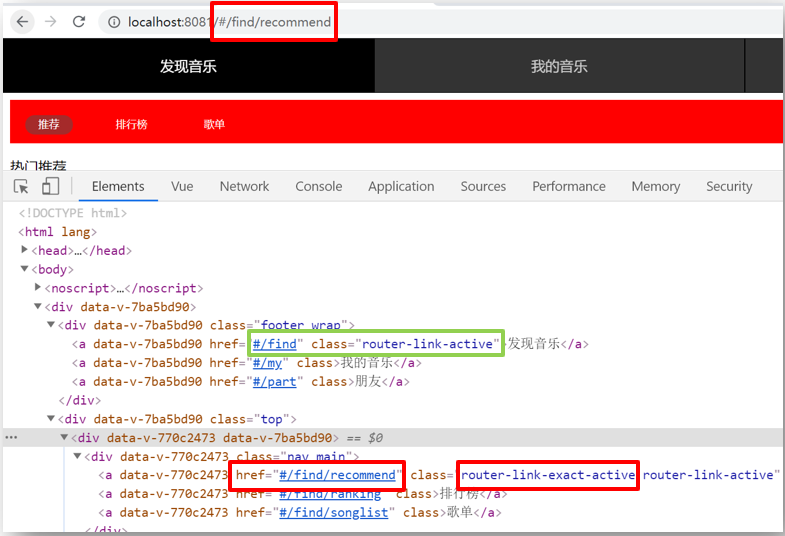 localhost:8081/#/find/recommend
发现音乐 我的音乐
推荐 排行榜 歌单
热门推荐
Elements Vue Network Console Application Sources Performance Memory Security
<!DOCTYPE html>
<html lang>
<head>…</head>
<body>
<noscript>…</noscript>
<div data-v-7ba5bd90>
<div data-v-7ba5bd90 class="footer_wrap">
<a data-v-7ba5bd90 href="#/find" class="router-link-active">发现音乐</a>
<a data-v-7ba5bd90 href="#/my" class>我的音乐</a>
<a data-v-7ba5bd90 href="#/part" class>朋友</a>
</div>
<div data-v-7ba5bd90 class="top">
<div data-v-770c2473 data-v-7ba5bd90> == $0
<div data-v-770c2473 class="nav_main">
<a data-v-770c2473 href="#/find/recommend" class="router-link-exact-active router-link-active"
<a data-v-770c2473 href="#/find/ranking" class>排行榜</a>
<a data-v-770c2473 href="#/find/songlist" class>歌单</a>
</div>